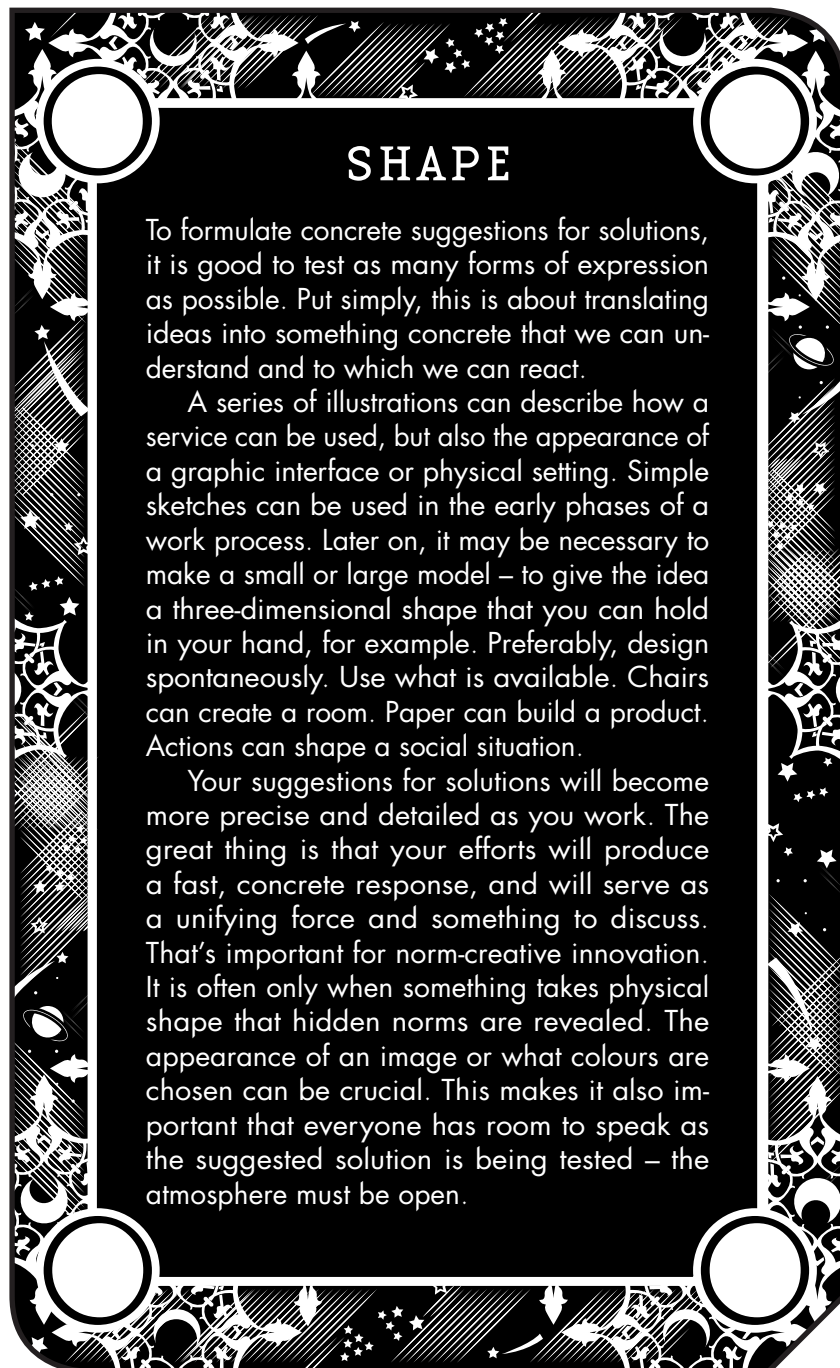 SHAPE
To formulate concrete suggestions for solutions,
it is good to test as many forms of expression
as possible. Put simply, this is about translating
ideas into something concrete that we can un-
derstand and to which we can react.
A series of illustrations can describe how a
service can be used, but also the appearance of
a graphic interface or physical setting. Simple
sketches can be used in the early phases of a
work process. Later on, it may be necessary to
make a small or large model – to give the idea
a three-dimensional shape that you can hold
in your hand, for example. Preferably, design
spontaneously. Use what is available. Chairs
can create a room. Paper can build a product.
Actions can shape a social situation.
Your suggestions for solutions will become
more precise and detailed as you work. The
great thing is that your efforts will produce
a fast, concrete response, and will serve as
a unifying force and something to discuss.
That’s important for norm-creative innovation.
It is often only when something takes physical
shape that hidden norms are revealed. The
appearance of an image or what colours are
chosen can be crucial. This makes it also im-
portant that everyone has room to speak as
the suggested solution is being tested – the
atmosphere must be open.